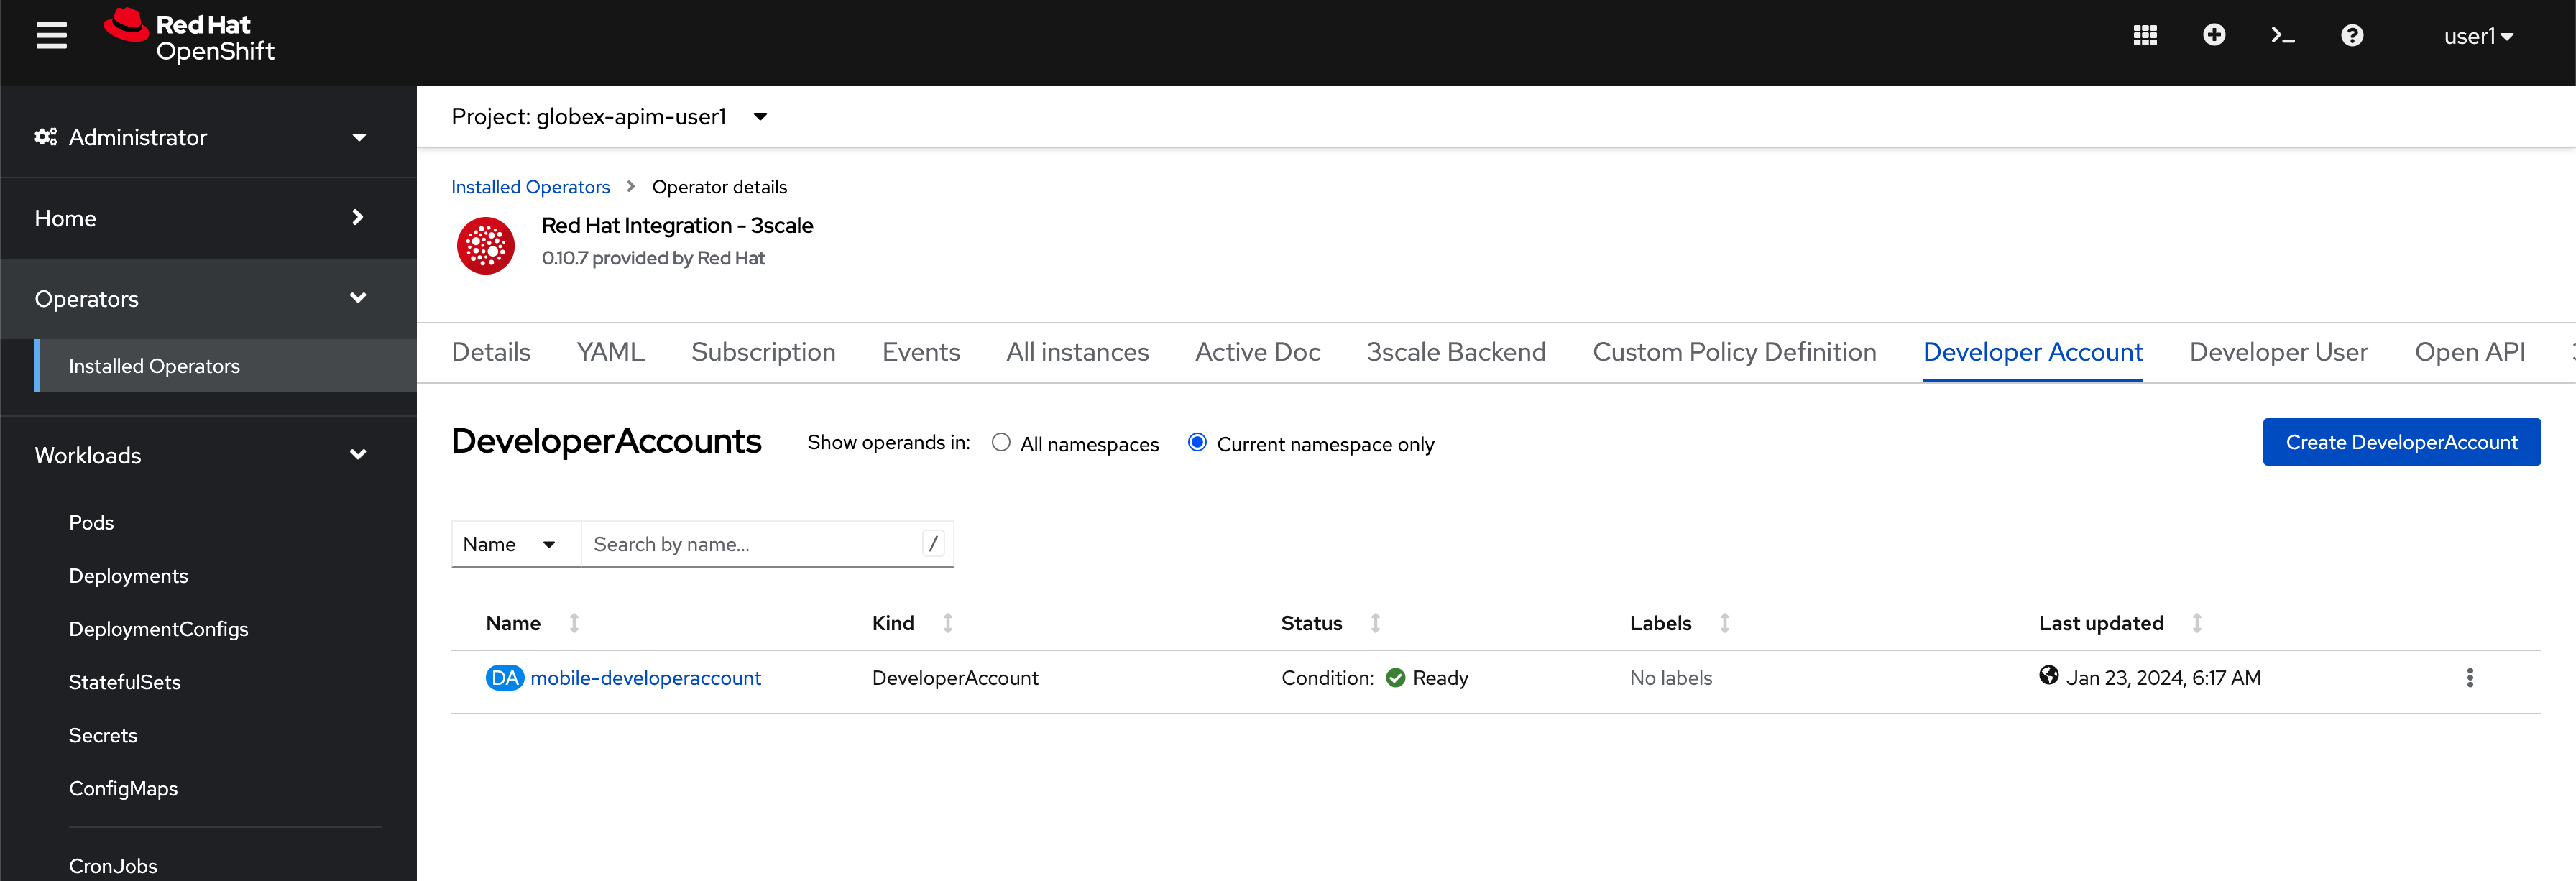 Red Hat
OpenShift
user1
Administrator
Home
Operators
Installed Operators
Workloads
Pods
Deployments
DeploymentConfigs
StatefulSets
Secrets
ConfigMaps
CronJobs
Project: globex-apim-user1
Installed Operators Operator details
Red Hat Integration - 3scale
0.10.7 provided by Red Hat
Details YAML Subscription Events All instances Active Doc 3scale Backend Custom Policy Definition Developer Account Developer User Open API
DeveloperAccounts Show operands in: All namespaces Current namespace only Create DeveloperAccount
Name Search by name... /
Name Kind Status Labels Last updated
DA mobile-developeraccount DeveloperAccount Condition: Ready No labels Jan 23, 2024, 6:17 AM